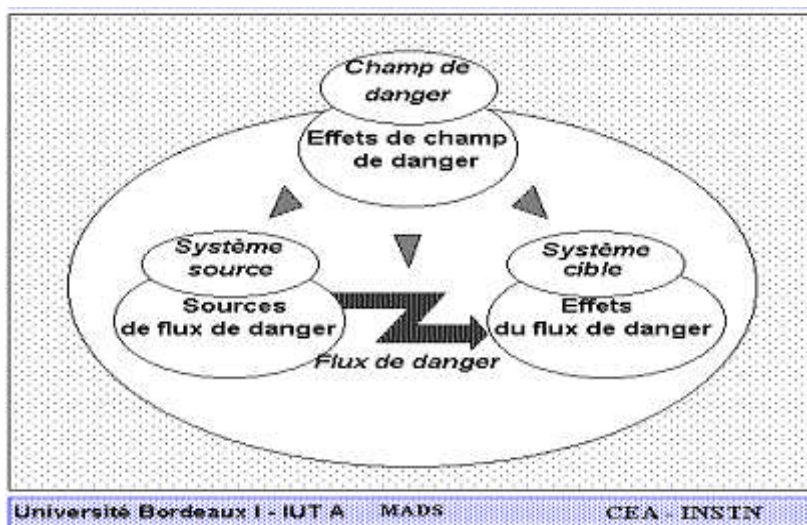 Champ de
danger
Effets de champ
de danger
Système
source
Sources
de flux de danger
Système
cible
Effets
du flux de danger
Flux de danger
Université Bordeaux I - IUT A MADS CEA - INSTN